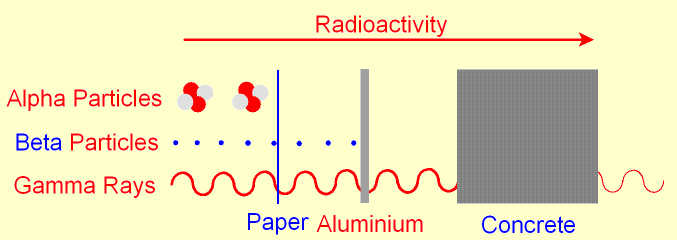 Radioactivity
Alpha Particles
Beta Particles
Gamma Rays
Paper
Aluminium
Concrete